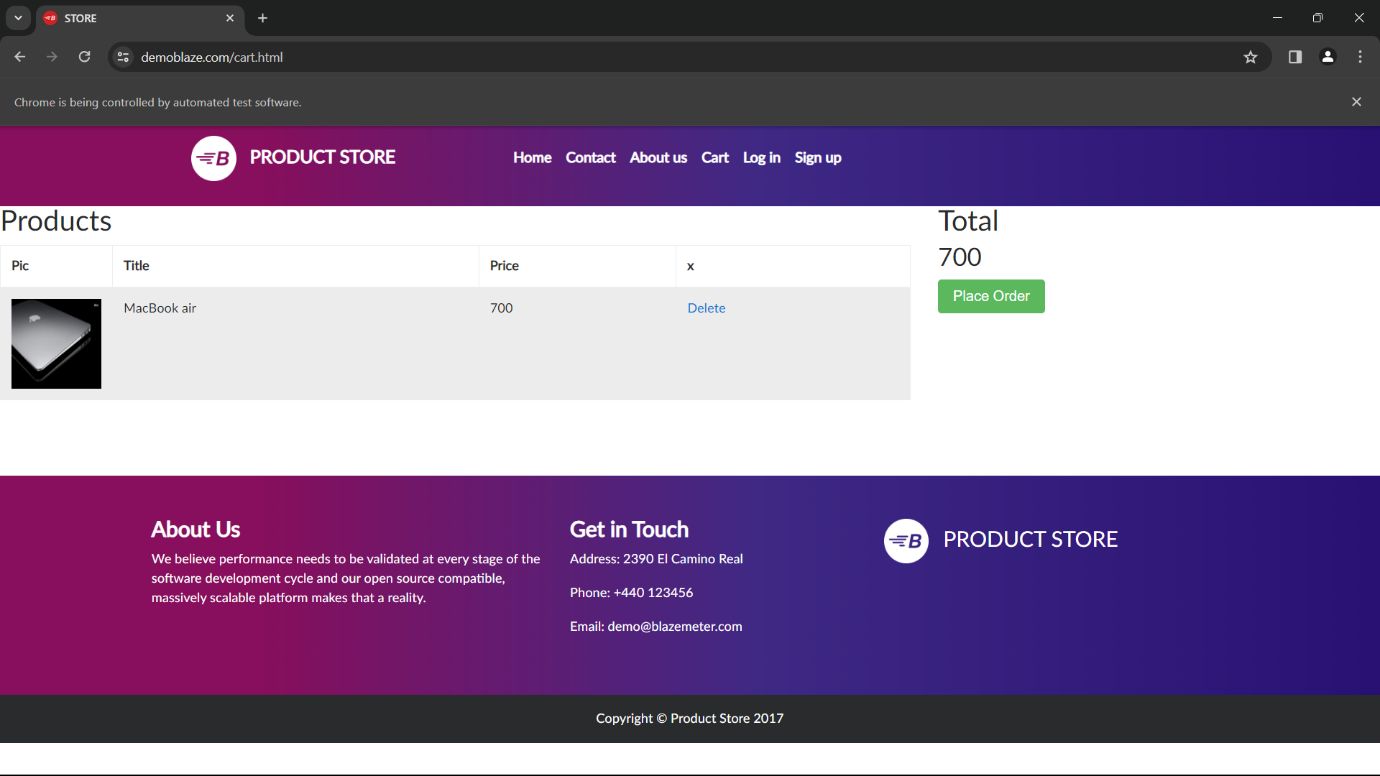 STORE
demoblaze.com/cart.html
Chrome is being controlled by automated test software.
B PRODUCT STORE Home Contact About us Cart Log in Sign up
Products
Total
700
Place Order
Pic Title Price x
MacBook air 700 Delete
About Us
We believe performance needs to be validated at every stage of the
software development cycle and our open source compatible,
massively scalable platform makes that a reality.
Get in Touch
Address: 2390 El Camino Real
Phone: +440 123456
Email: demo@blazemeter.com
B PRODUCT STORE
Copyright © Product Store 2017